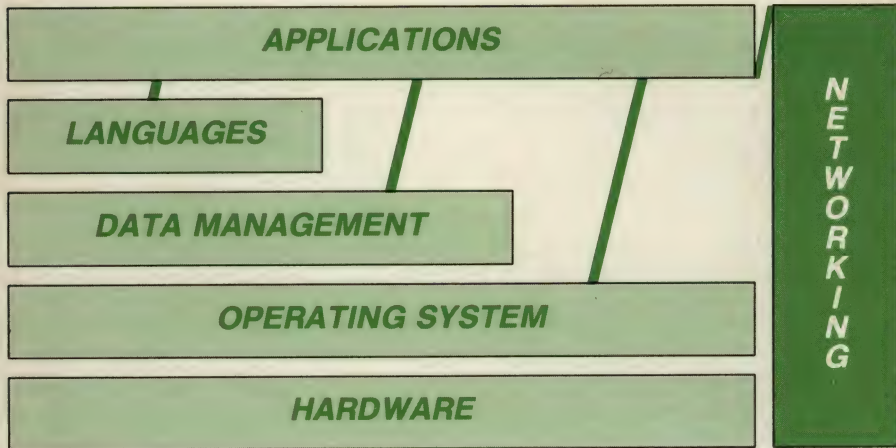 APPLICATIONS
LANGUAGES
DATA MANAGEMENT
OPERATING SYSTEM
HARDWARE
NETWORKING